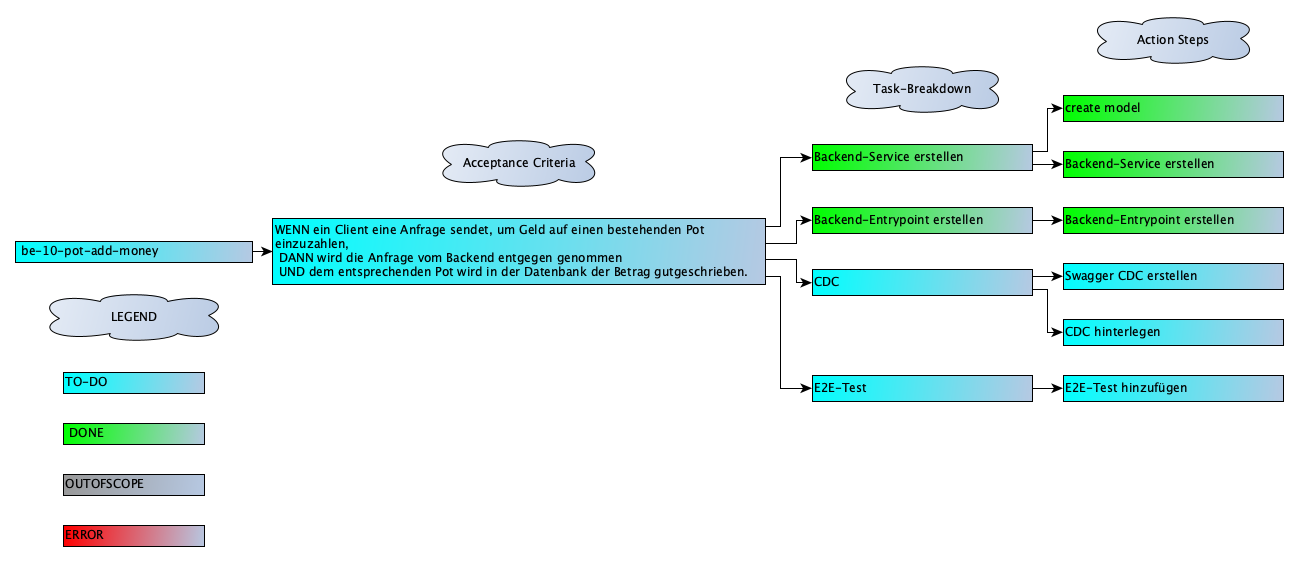 Action Steps
Task-Breakdown
create model
Acceptance Criteria
Backend-Service erstellen
Backend-Service erstellen
WENN ein Client eine Anfrage sendet, um Geld auf einen bestehenden Pot
einzuzahlen,
DANN wird die Anfrage vom Backend entgegen genommen
UND dem entsprechenden Pot wird in der Datenbank der Betrag gutgeschrieben.
Backend-Entrypoint erstellen
Backend-Entrypoint erstellen
be-10-pot-add-money
CDC
Swagger CDC erstellen
CDC hinterlegen
E2E-Test
E2E-Test hinzufügen
LEGEND
TO-DO
DONE
OUTOFSCOPE
ERROR